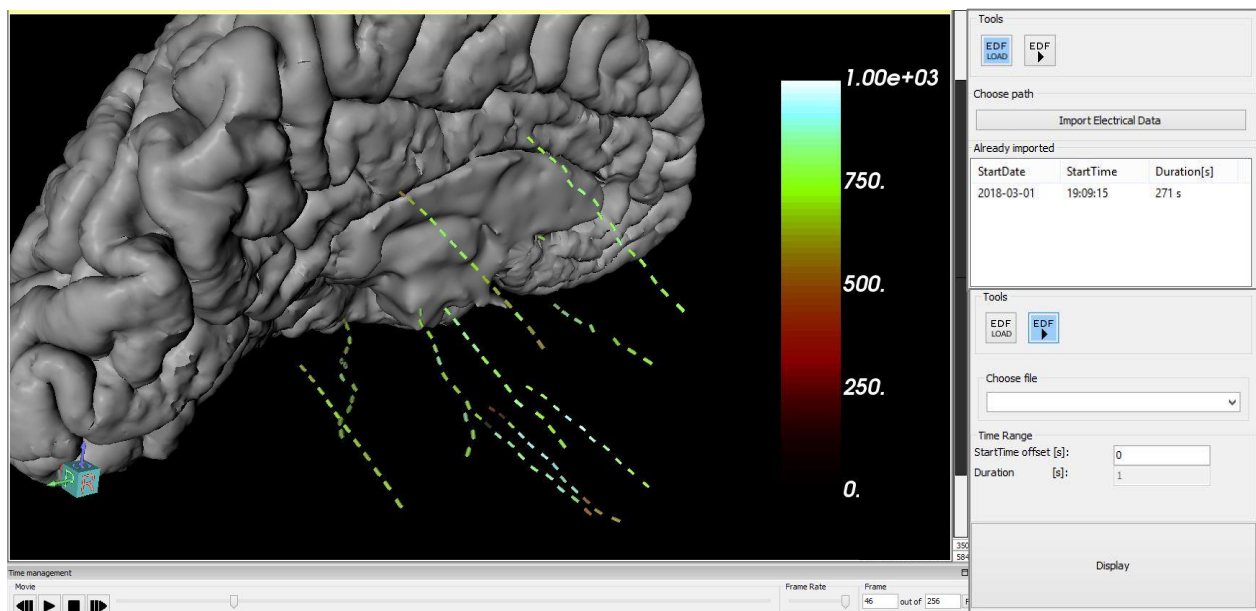 1.00e+03
750.
500.
250.
0.
P R
Time management
Movie
Frame Rate
Frame
46 out of 256
350
584
Tools
EDF
LOAD
EDF
Choose path
Import Electrical Data
Already imported
StartDate StartTime Duration[s]
2018-03-01 19:09:15 271 s
Tools
EDF
LOAD
EDF
Choose file
Time Range
StartTime offset [s]: 0
Duration [s]: 1
Display